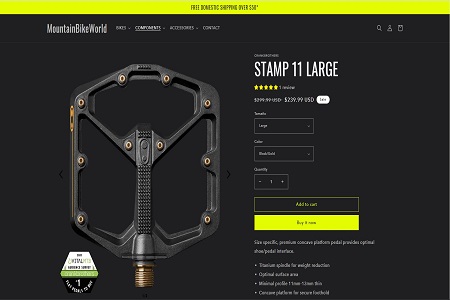 FREE DOMESTIC SHIPPING OVER $50*
MountainBikeWorld
BIKES
COMPONENTS
ACCESSORIES
CONTACT
CRANKBROTHERS
STAMP 11 LARGE
1 review
$299.99 USD $239.99 USD Sale
Large
Color
Black/Gold
Quantity
− 1 +
Add to cart
Buy it now
Size specific, premium concave platform pedal provides optimal
shoe/pedal interface.
• Titanium spindle for weight reduction
• Optimal surface area
• Minimal profile 11mm-13mm thin
• Concave platform for secure foothold
VITALMTB
AUDIENCE SURVEY
1